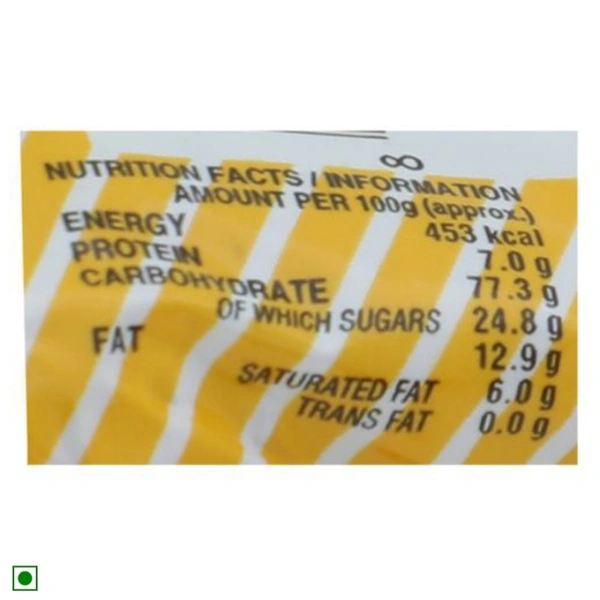 ∞
NUTRITION FACTS / INFORMATION
AMOUNT PER 100g (approx.)
ENERGY 453 kcal
PROTEIN 7.0 g
CARBOHYDRATE 77.3 g
OF WHICH SUGARS 24.8 g
FAT 12.9 g
SATURATED FAT 6.0 g
TRANS FAT 0.0 g